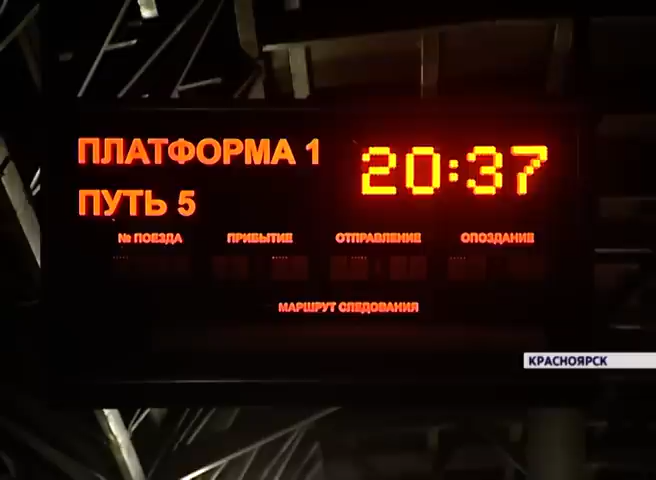 ПЛАТФОРМА 1
20:37
ПУТЬ 5
№ ПОЕЗДА ПРИБЫТИЕ ОТПРАВЛЕНИЕ ОПОЗДАНИЕ
МАРШРУТ СЛЕДОВАНИЯ
КРАСНОЯРСК